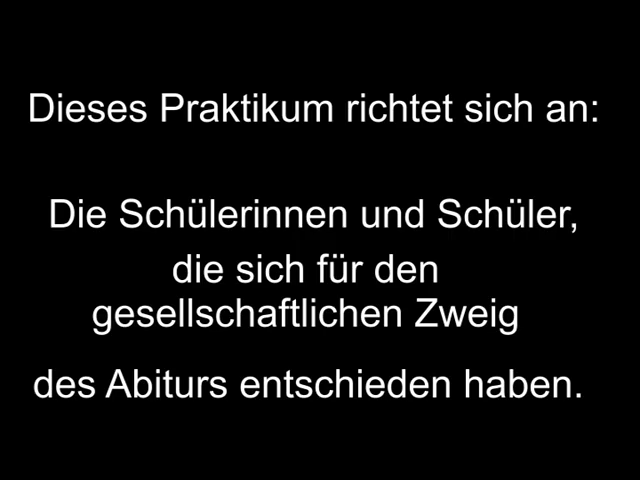 Dieses Praktikum richtet sich an:
Die Schülerinnen und Schüler,
die sich für den
gesellschaftlichen Zweig
des Abiturs entschieden haben.